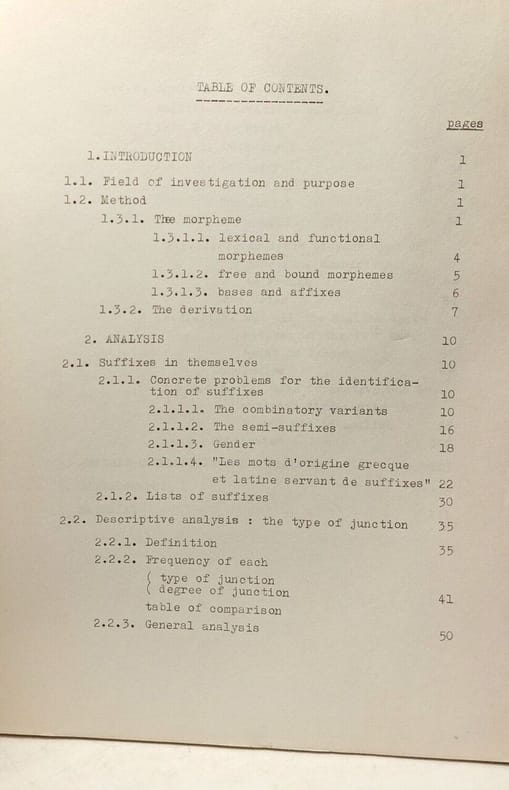 TABLE OF CONTENTS.
pages
1.INTRODUCTION 1
1.1. Field of investigation and purpose 1
1.2. Method 1
1.3.1. The morpheme 1
1.3.1.1. lexical and functional
morphemes 4
1.3.1.2. free and bound morphemes 5
1.3.1.3. bases and affixes 6
1.3.2. The derivation 7
2. ANALYSIS 10
2.1. Suffixes in themselves 10
2.1.1. Concrete problems for the identifica-
tion of suffixes 10
2.1.1.1. The combinatory variants 10
2.1.1.2. The semi-suffixes 16
2.1.1.3. Gender 18
2.1.1.4. "Les mots d'origine grecque
et latine servant de suffixes" 22
2.1.2. Lists of suffixes 30
2.2. Descriptive analysis : the type of junction 35
2.2.1. Definition 35
2.2.2. Frequency of each
( type of junction
( degree of junction
table of comparison 41
2.2.3. General analysis 50